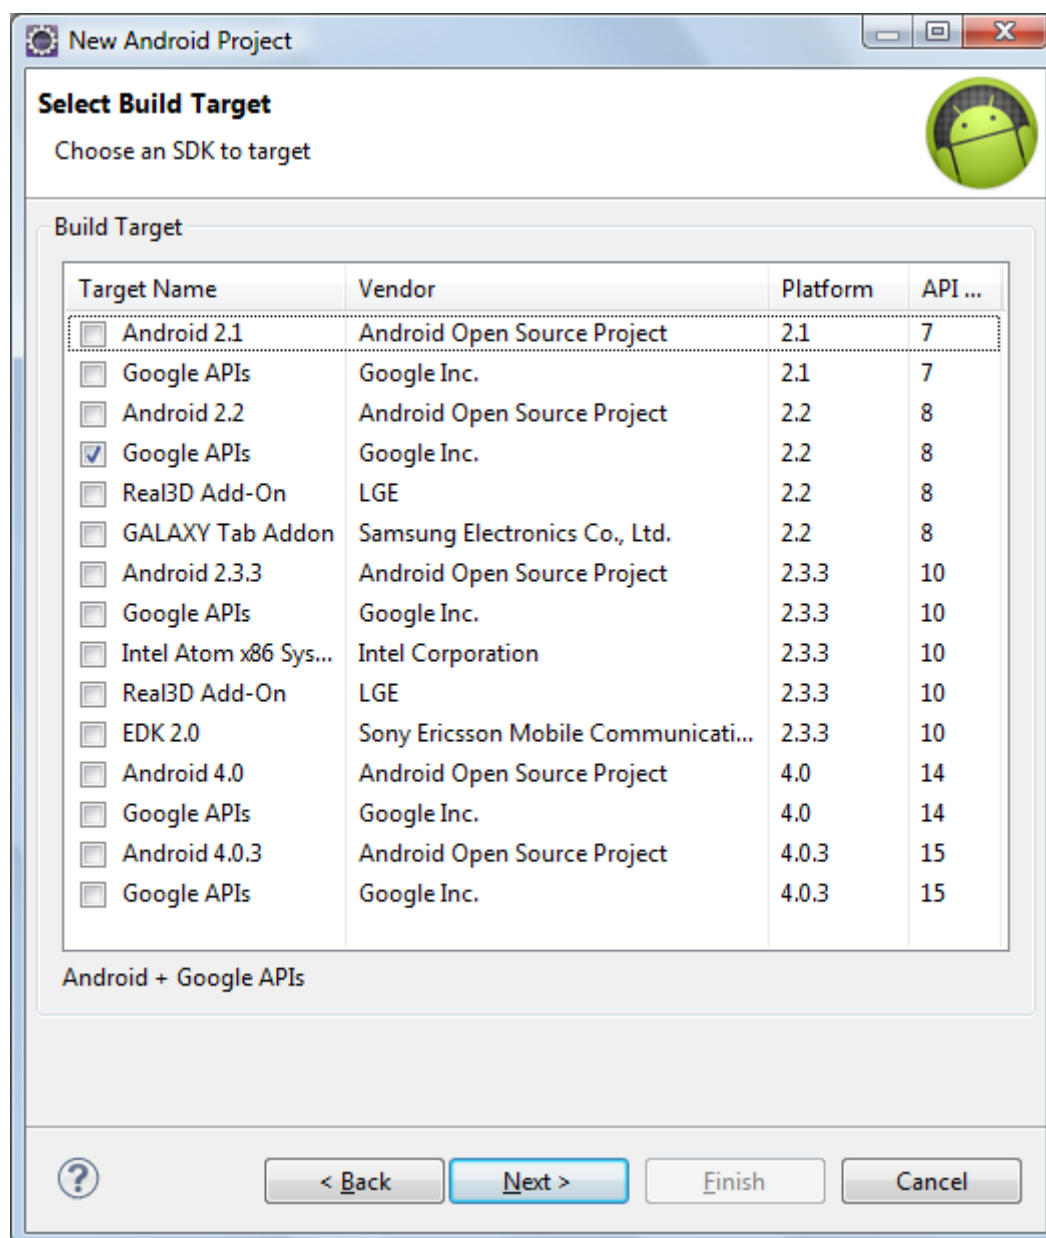 New Android Project
Select Build Target
Choose an SDK to target
Build Target
Target Name Vendor Platform API ...
Android 2.1 Android Open Source Project 2.1 7
Google APIs Google Inc. 2.1 7
Android 2.2 Android Open Source Project 2.2 8
Google APIs Google Inc. 2.2 8
Real3D Add-On LGE 2.2 8
GALAXY Tab Addon Samsung Electronics Co., Ltd. 2.2 8
Android 2.3.3 Android Open Source Project 2.3.3 10
Google APIs Google Inc. 2.3.3 10
Intel Atom x86 Sys... Intel Corporation 2.3.3 10
Real3D Add-On LGE 2.3.3 10
EDK 2.0 Sony Ericsson Mobile Communicati... 2.3.3 10
Android 4.0 Android Open Source Project 4.0 14
Google APIs Google Inc. 4.0 14
Android 4.0.3 Android Open Source Project 4.0.3 15
Google APIs Google Inc. 4.0.3 15
Android + Google APIs
? < Back Next > Finish Cancel